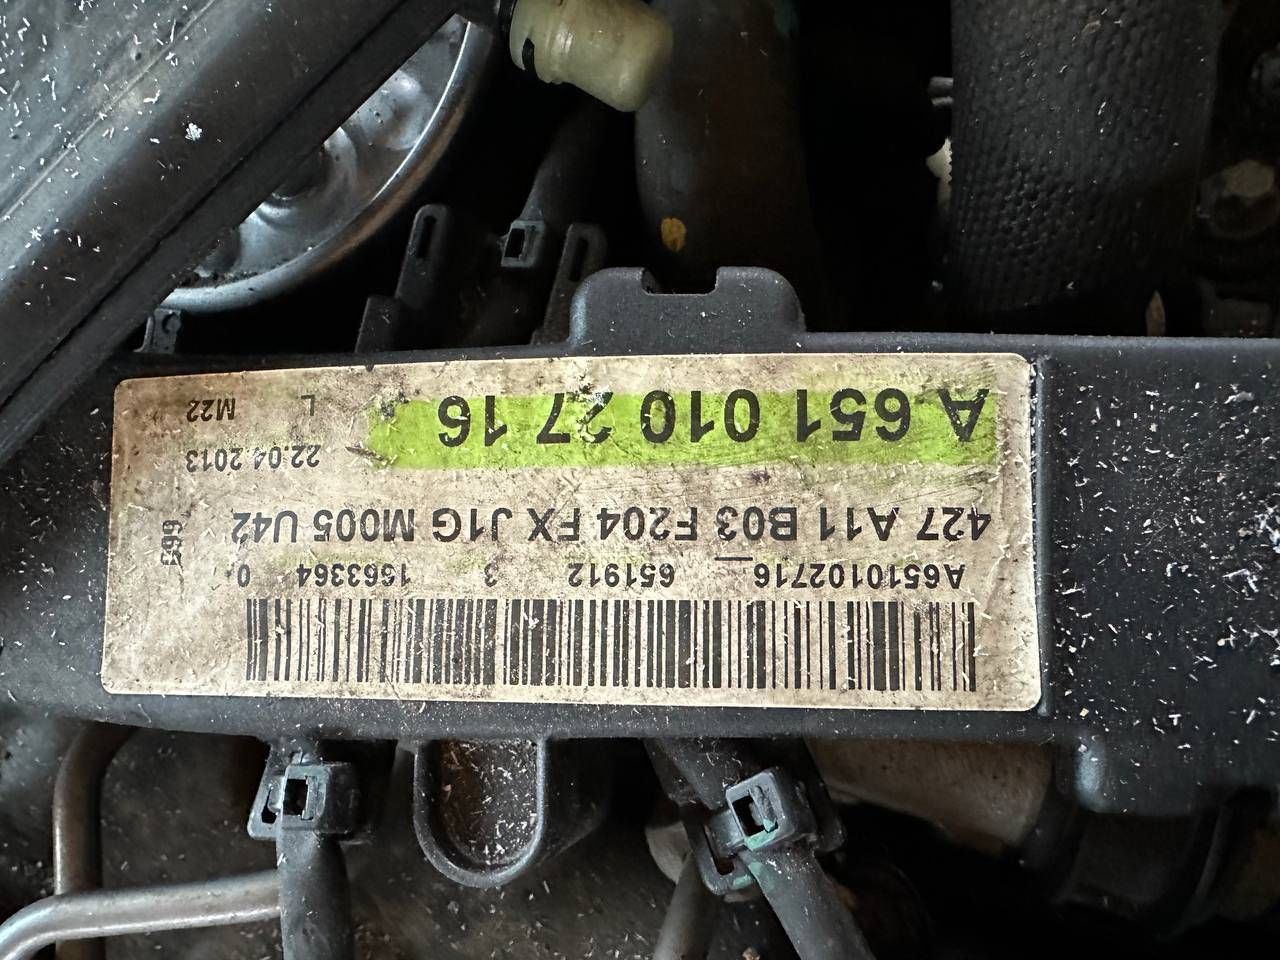 A6510102716 651912 3 1563364 0
427 A11 B03 F204 FX J1G M005 U42
699
A 651 010 27 16
22.04.2013
L M22